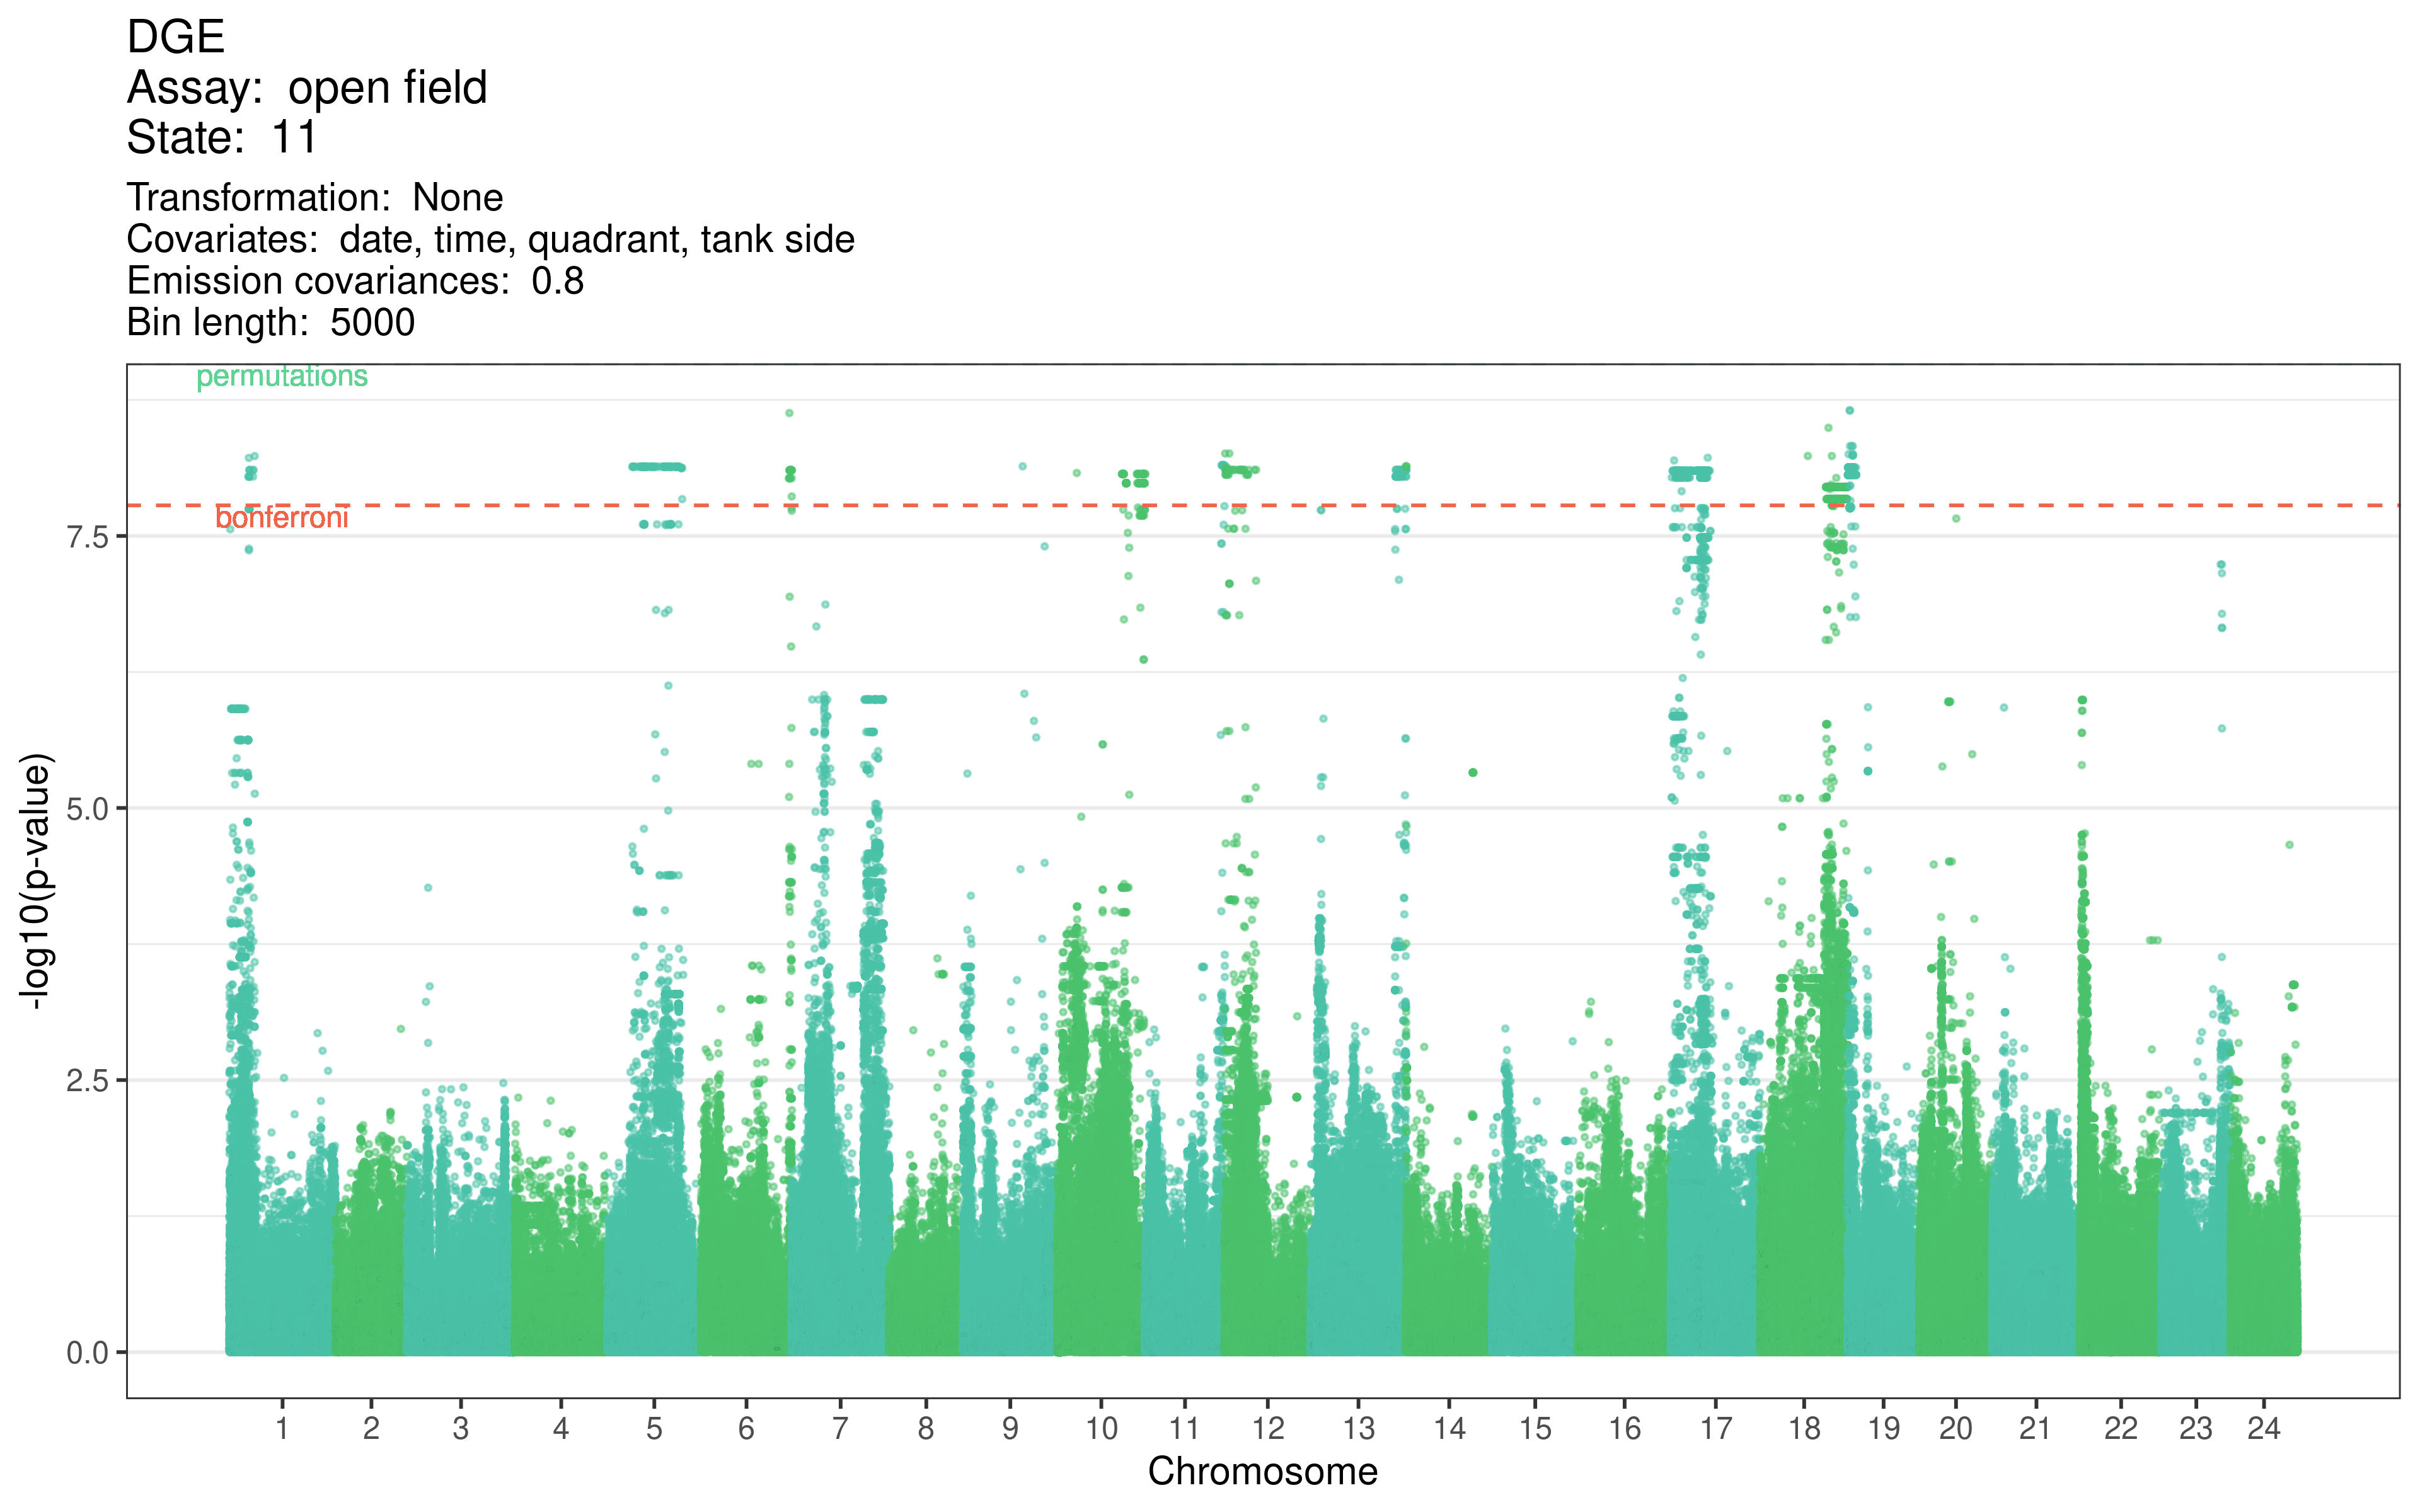 DGE
Assay:  open field
State:  11
Transformation:  None
Covariates:  date, time, quadrant, tank side
Emission covariances:  0.8
Bin length:  5000
permutations
bonferroni
7.5
5.0
2.5
0.0
-log10(p-value)
1 2 3 4 5 6 7 8 9 10 11 12 13 14 15 16 17 18 19 20 21 22 23 24
Chromosome